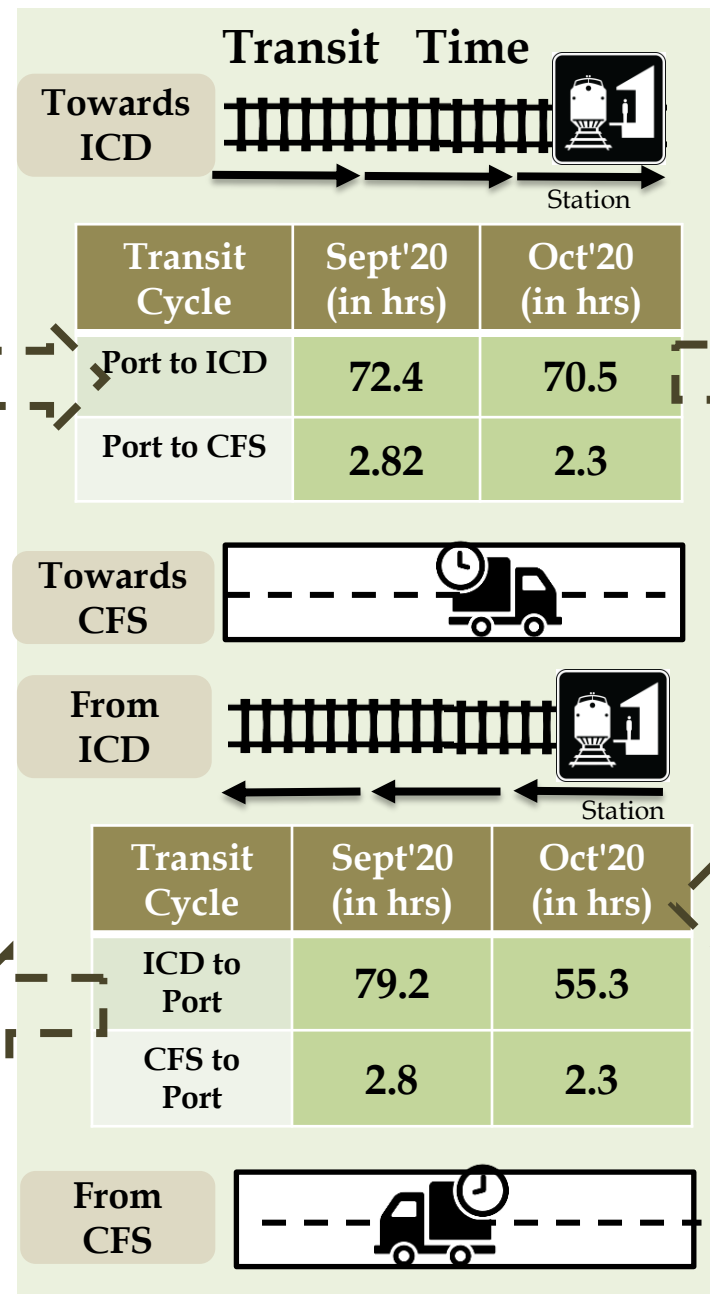 Transit Time
Towards
ICD
Station
Transit Sept'20 Oct'20
Cycle (in hrs) (in hrs)
Port to ICD 72.4 70.5
Port to CFS 2.82 2.3
Towards
CFS
From
ICD
Station
Transit Sept'20 Oct'20
Cycle (in hrs) (in hrs)
ICD to
Port 79.2 55.3
CFS to
Port 2.8 2.3
From
CFS